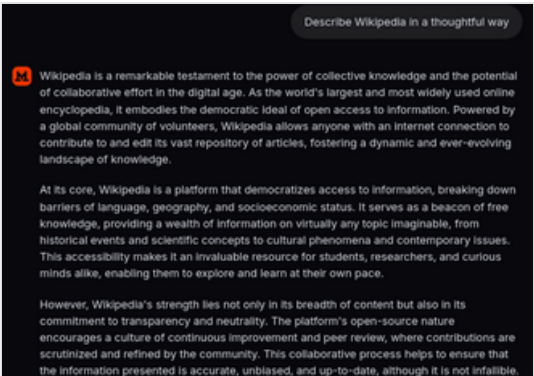 Describe Wikipedia in a thoughtful way
Wikipedia is a remarkable testament to the power of collective knowledge and the potential
of collaborative effort in the digital age. As the world's largest and most widely used online
encyclopedia, it embodies the democratic ideal of open access to information. Powered by
a global community of volunteers, Wikipedia allows anyone with an internet connection to
contribute to and edit its vast repository of articles, fostering a dynamic and ever-evolving
landscape of knowledge.
At its core, Wikipedia is a platform that democratizes access to information, breaking down
barriers of language, geography, and socioeconomic status. It serves as a beacon of free
knowledge, providing a wealth of information on virtually any topic imaginable, from
historical events and scientific concepts to cultural phenomena and contemporary issues.
This accessibility makes it an invaluable resource for students, researchers, and curious
minds alike, enabling them to explore and learn at their own pace.
However, Wikipedia's strength lies not only in its breadth of content but also in its
commitment to transparency and neutrality. The platform's open-source nature
encourages a culture of continuous improvement and peer review, where contributions are
scrutinized and refined by the community. This collaborative process helps to ensure that
the information presented is accurate, unbiased, and up-to-date, although it is not infallible.